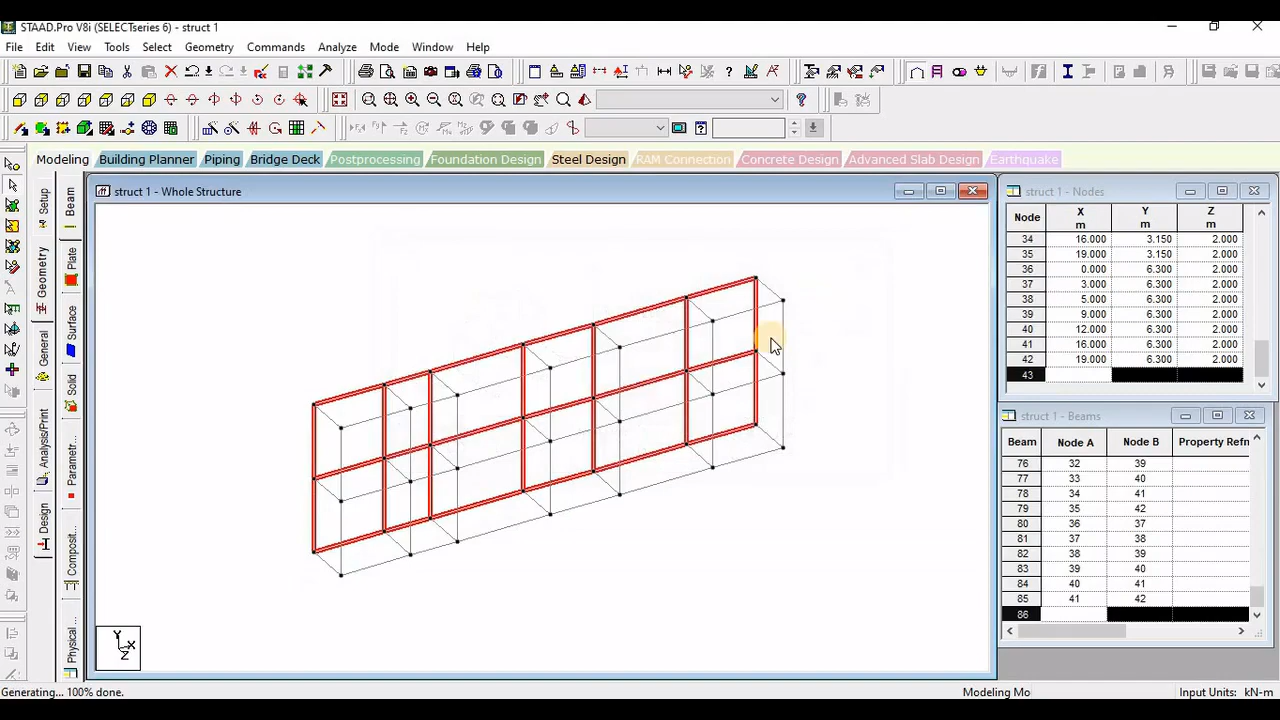 STAAD.Pro V8i (SELECTseries 6) - struct 1
File Edit View Tools Select Geometry Commands Analyze Mode Window Help
Modeling Building Planner Piping Bridge Deck Postprocessing Foundation Design Steel Design RAM Connection Concrete Design Advanced Slab Design Earthquake
Setup
Geometry
General
Analysis/Print
Design
Beam
Plate
Surface
Solid
Parametr...
Composit...
Physical...
struct 1 - Whole Structure
Y
X
Z
struct 1 - Nodes
Node X m Y m Z m
34 16.000 3.150 2.000
35 19.000 3.150 2.000
36 0.000 6.300 2.000
37 3.000 6.300 2.000
38 5.000 6.300 2.000
39 9.000 6.300 2.000
40 12.000 6.300 2.000
41 16.000 6.300 2.000
42 19.000 6.300 2.000
43
struct 1 - Beams
Beam Node A Node B Property Refn
76 32 39
77 33 40
78 34 41
79 35 42
80 36 37
81 37 38
82 38 39
83 39 40
84 40 41
85 41 42
86
Generating... 100% done. Modeling Mo Input Units: kN-m